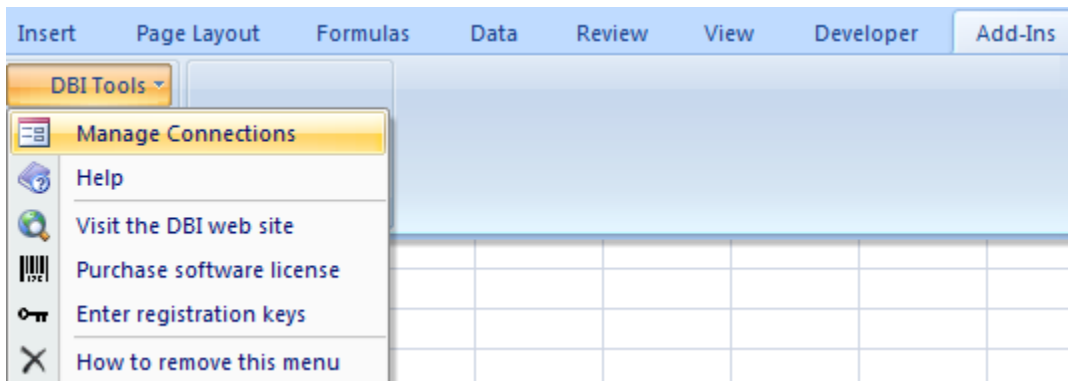 Insert Page Layout Formulas Data Review View Developer Add-Ins
DBI Tools
Manage Connections
Help
Visit the DBI web site
Purchase software license
Enter registration keys
How to remove this menu